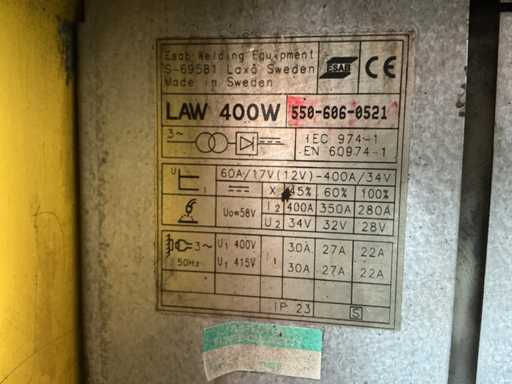 Esab Welding Equipment
S-69581 Laxå Sweden
Made in Sweden
ESAB
CE
LAW 400W
550-606-0521
3~
IEC 974-1
EN 60974-1
U
I
60A/17V(12V)-400A/34V
X 45% 60% 100%
U0=58V
I2 400A 350A 280A
U2 34V 32V 28V
3~
50Hz
U1 400V
I1
30A 27A 22A
U1 415V
30A 27A 22A
IP 23
S